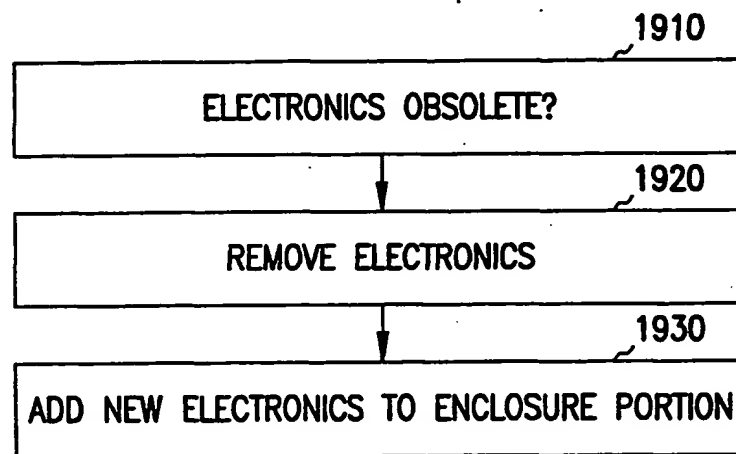 1910
ELECTRONICS OBSOLETE?
1920
REMOVE ELECTRONICS
1930
ADD NEW ELECTRONICS TO ENCLOSURE PORTION